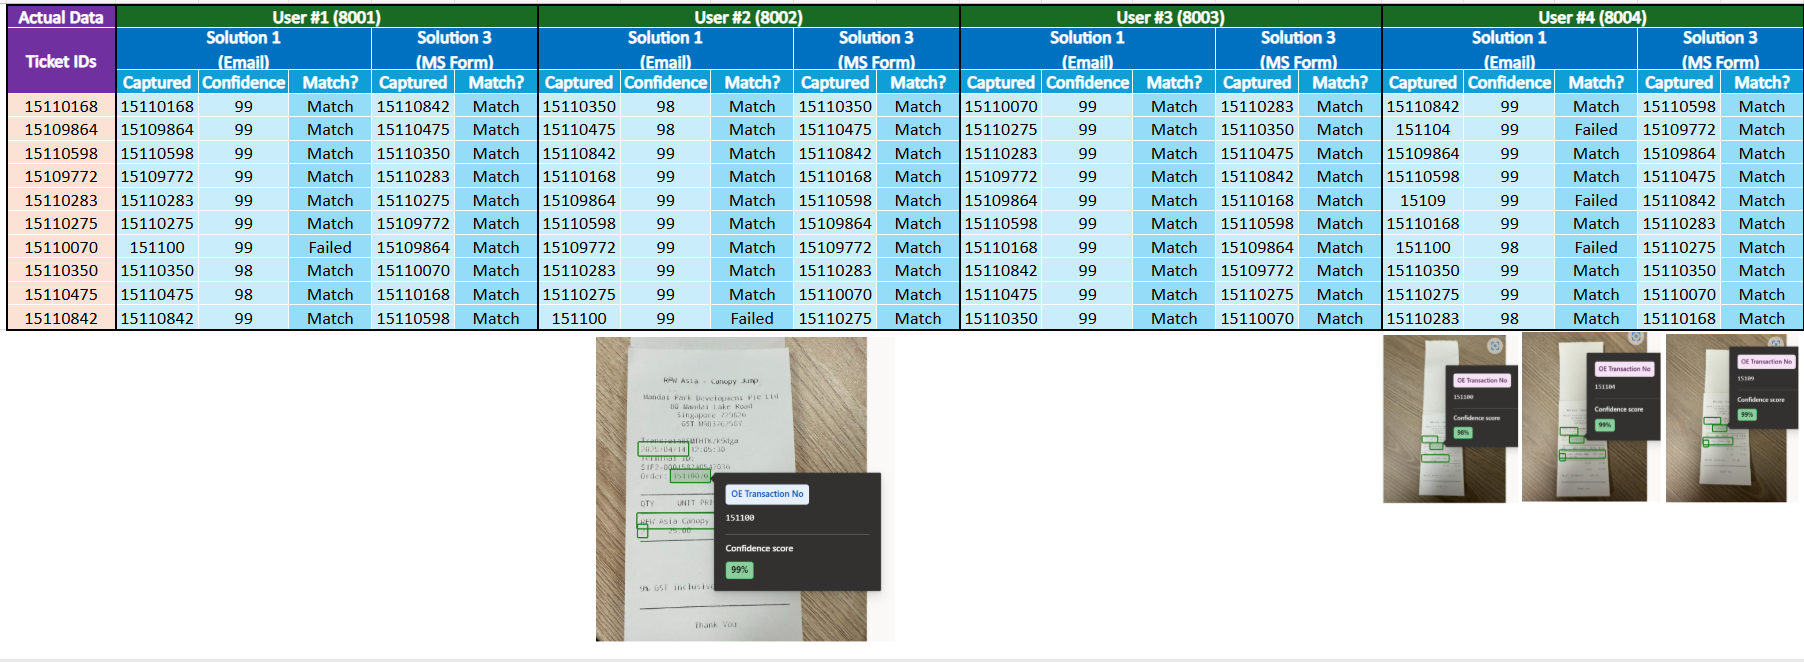 Actual Data User #1 (8001) User #2 (8002) User #3 (8003) User #4 (8004)
Ticket IDs Solution 1 (Email) Solution 3 (MS Form) Solution 1 (Email) Solution 3 (MS Form) Solution 1 (Email) Solution 3 (MS Form) Solution 1 (Email) Solution 3 (MS Form)
Captured Confidence Match? Captured Match? Captured Confidence Match? Captured Match? Captured Confidence Match? Captured Match? Captured Confidence Match? Captured Match?
15110168 15110168 99 Match 15110842 Match 15110350 98 Match 15110350 Match 15110070 99 Match 15110283 Match 15110842 99 Match 15110598 Match
15109864 15109864 99 Match 15110475 Match 15110475 98 Match 15110475 Match 15110275 99 Match 15110350 Match 151104 99 Failed 15109772 Match
15110598 15110598 99 Match 15110350 Match 15110842 99 Match 15110842 Match 15110283 99 Match 15110475 Match 15109864 99 Match 15109864 Match
15109772 15109772 99 Match 15110283 Match 15110168 99 Match 15110168 Match 15109772 99 Match 15110842 Match 15110598 99 Match 15110475 Match
15110283 15110283 99 Match 15110275 Match 15109864 99 Match 15110598 Match 15109864 99 Match 15110168 Match 15109 99 Failed 15110842 Match
15110275 15110275 99 Match 15109772 Match 15110598 99 Match 15109864 Match 15110598 99 Match 15110598 Match 15110168 99 Match 15110283 Match
15110070 151100 99 Failed 15109864 Match 15109772 99 Match 15109772 Match 15110168 99 Match 15109864 Match 151100 98 Failed 15110275 Match
15110350 15110350 98 Match 15110070 Match 15110283 99 Match 15110283 Match 15110842 99 Match 15109772 Match 15110350 99 Match 15110350 Match
15110475 15110475 98 Match 15110168 Match 15110275 99 Match 15110070 Match 15110475 99 Match 15110275 Match 15110275 99 Match 15110070 Match
15110842 15110842 99 Match 15110598 Match 151100 99 Failed 15110275 Match 15110350 99 Match 15110070 Match 15110283 98 Match 15110168 Match
RPW Asia - Canopy Jump
Mandai Park Development Pte Ltd
80 Mandai Lake Road
Singapore 729826
2025/04/14 12:05:30
Terminal ID:
Order:
QTY UNIT PRI
RPW Asia Canopy
25.00
9% GST inclusive
Thank You
OE Transaction No
151100
Confidence score
99%
OE Transaction No
151100
Confidence score
98%
OE Transaction No
151104
Confidence score
99%
OE Transaction No
15109
Confidence score
99%